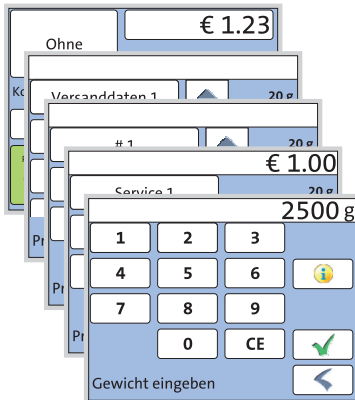 € 1.23
Ohne
Versanddaten 1
20 g
# 1
20 g
€ 1.00
Service 1
20 g
2500 g
1 2 3
4 5 6
7 8 9
0 CE
Gewicht eingeben